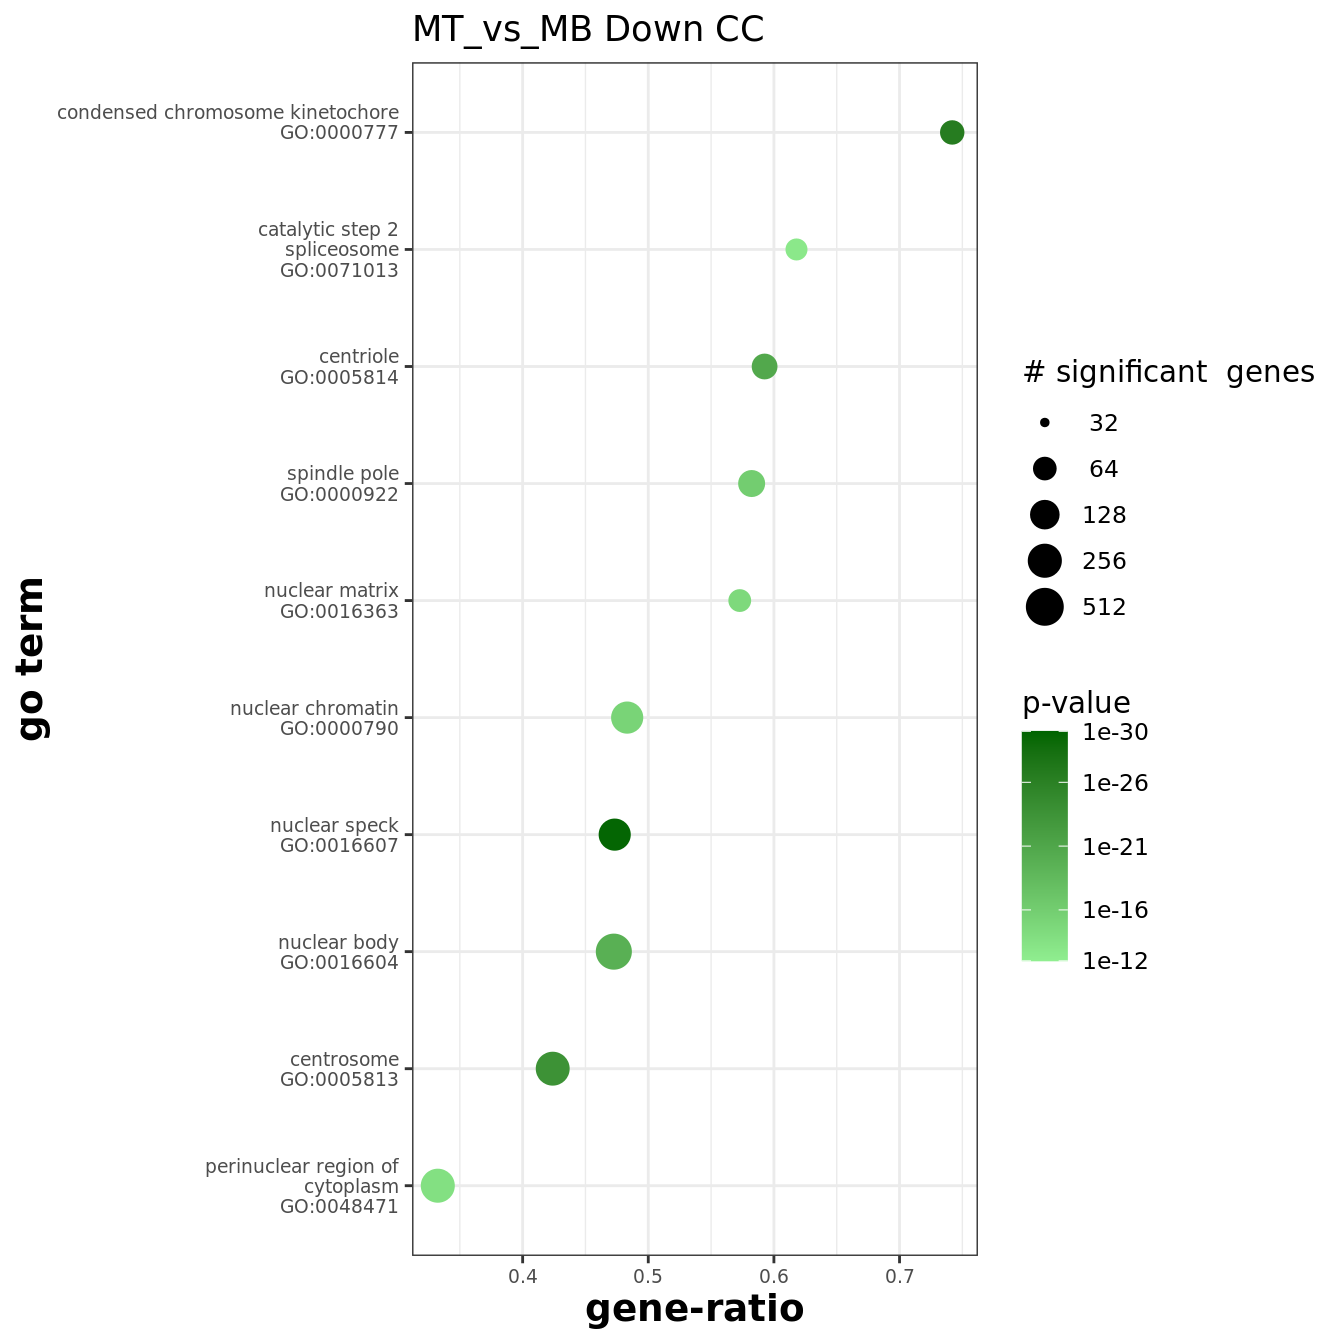 MT_vs_MB Down CC
condensed chromosome kinetochore
GO:0000777
catalytic step 2
spliceosome
GO:0071013
centriole
GO:0005814
spindle pole
GO:0000922
nuclear matrix
GO:0016363
nuclear chromatin
GO:0000790
nuclear speck
GO:0016607
nuclear body
GO:0016604
centrosome
GO:0005813
perinuclear region of
cytoplasm
GO:0048471
go term
0.4 0.5 0.6 0.7
gene-ratio
# significant  genes
32
64
128
256
512
p-value
1e-30
1e-26
1e-21
1e-16
1e-12